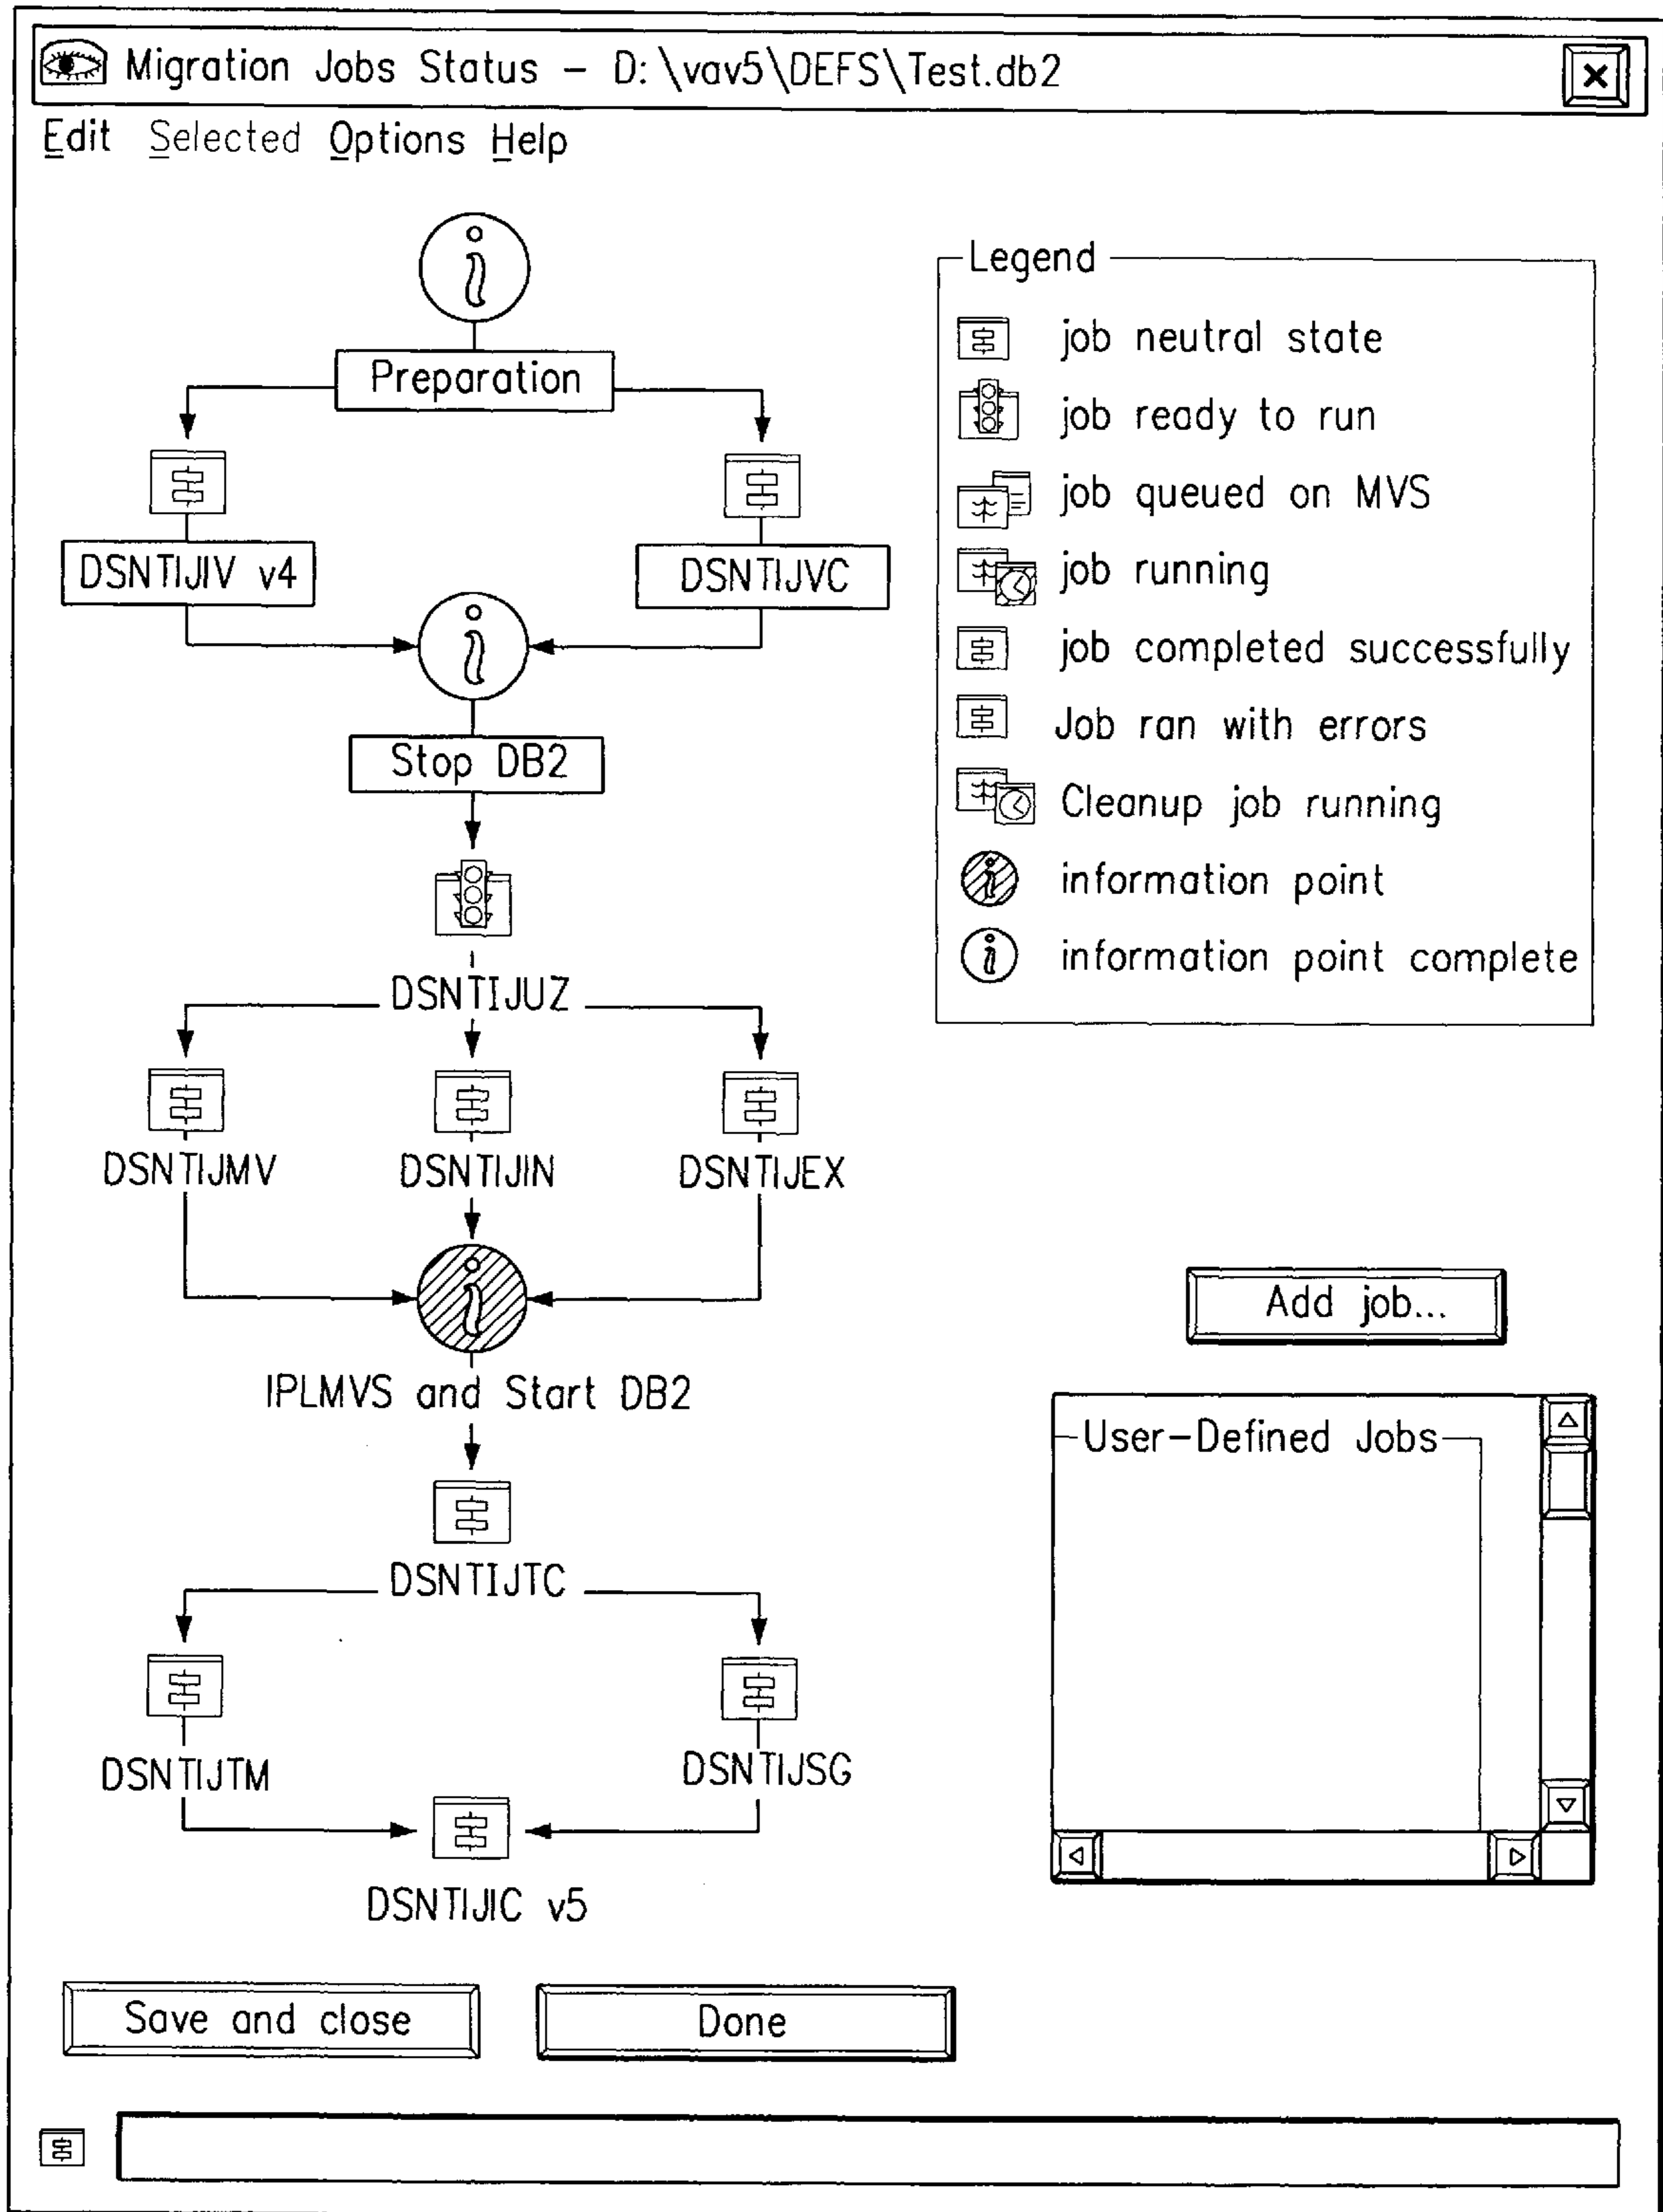 Migration Jobs Status - D:\vav5\DEFS\Test.db2
Edit Selected Options Help
Preparation
DSNTIJIV v4
DSNTIJVC
Stop DB2
DSNTIJUZ
DSNTIJMV
DSNTIJIN
DSNTIJEX
IPLMVS and Start DB2
DSNTIJTC
DSNTIJTM
DSNTIJSG
DSNTIJIC v5
Legend
job neutral state
job ready to run
job queued on MVS
job running
job completed successfully
Job ran with errors
Cleanup job running
information point
information point complete
Add job...
User-Defined Jobs
Save and close
Done